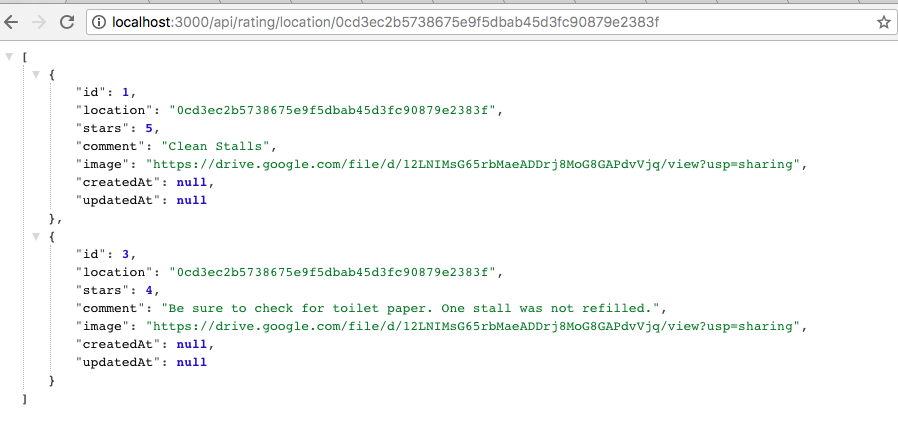 localhost:3000/api/rating/location/0cd3ec2b5738675e9f5dbab45d3fc90879e2383f
[
{
"id": 1,
"location": "0cd3ec2b5738675e9f5dbab45d3fc90879e2383f",
"stars": 5,
"comment": "Clean Stalls",
"image": "https://drive.google.com/file/d/12LNIMsG65rbMaeADDrj8MoG8GAPdvVjq/view?usp=sharing",
"createdAt": null,
"updatedAt": null
},
{
"id": 3,
"location": "0cd3ec2b5738675e9f5dbab45d3fc90879e2383f",
"stars": 4,
"comment": "Be sure to check for toilet paper. One stall was not refilled.",
"image": "https://drive.google.com/file/d/12LNIMsG65rbMaeADDrj8MoG8GAPdvVjq/view?usp=sharing",
"createdAt": null,
"updatedAt": null
}
]